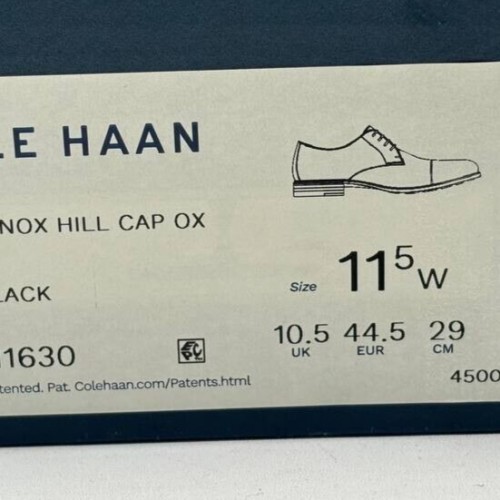 LE HAAN
NOX HILL CAP OX
LACK
Size 11⁵ W
10.5 44.5 29
UK EUR CM
1630
tented. Pat. Colehaan.com/Patents.html
4500